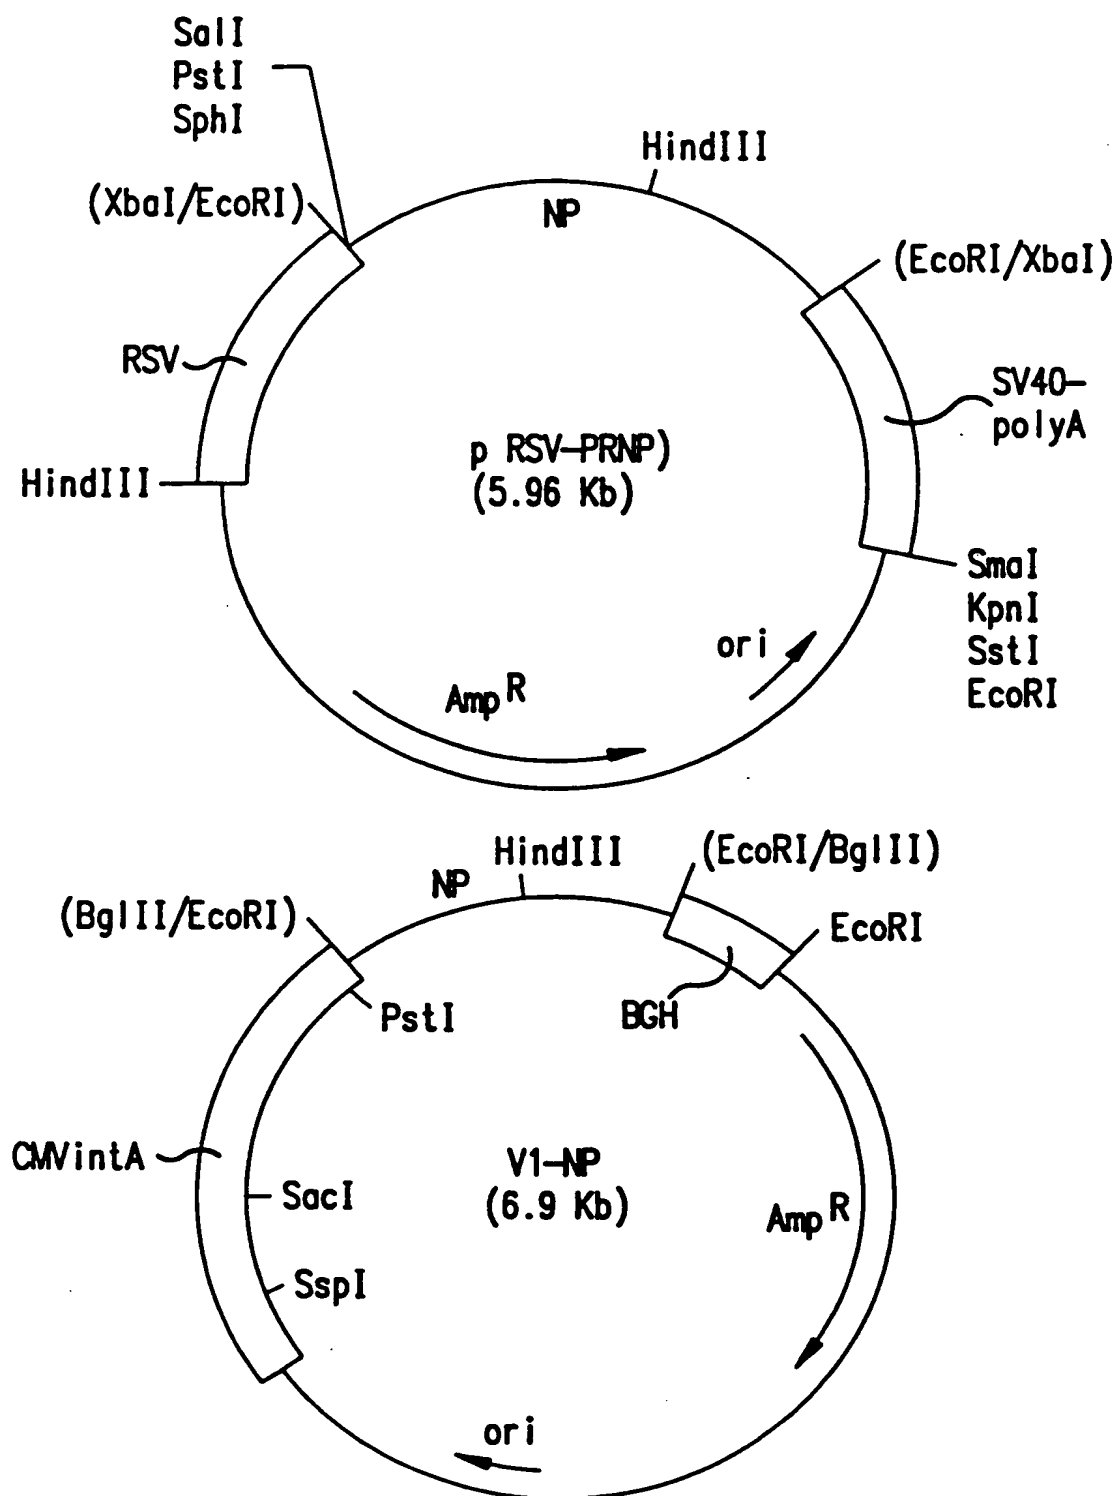 SalI
PstI
SphI
HindIII
(XbaI/EcoRI)
NP
(EcoRI/XbaI)
RSV
SV40-
polyA
p RSV-PRNP)
(5.96 Kb)
HindIII
SmaI
KpnI
SstI
EcoRI
ori
Amp R
HindIII
(EcoRI/BglII)
NP
(BglII/EcoRI)
EcoRI
PstI
BGH
CMVintA
V1-NP
(6.9 Kb)
SacI
Amp R
SspI
ori